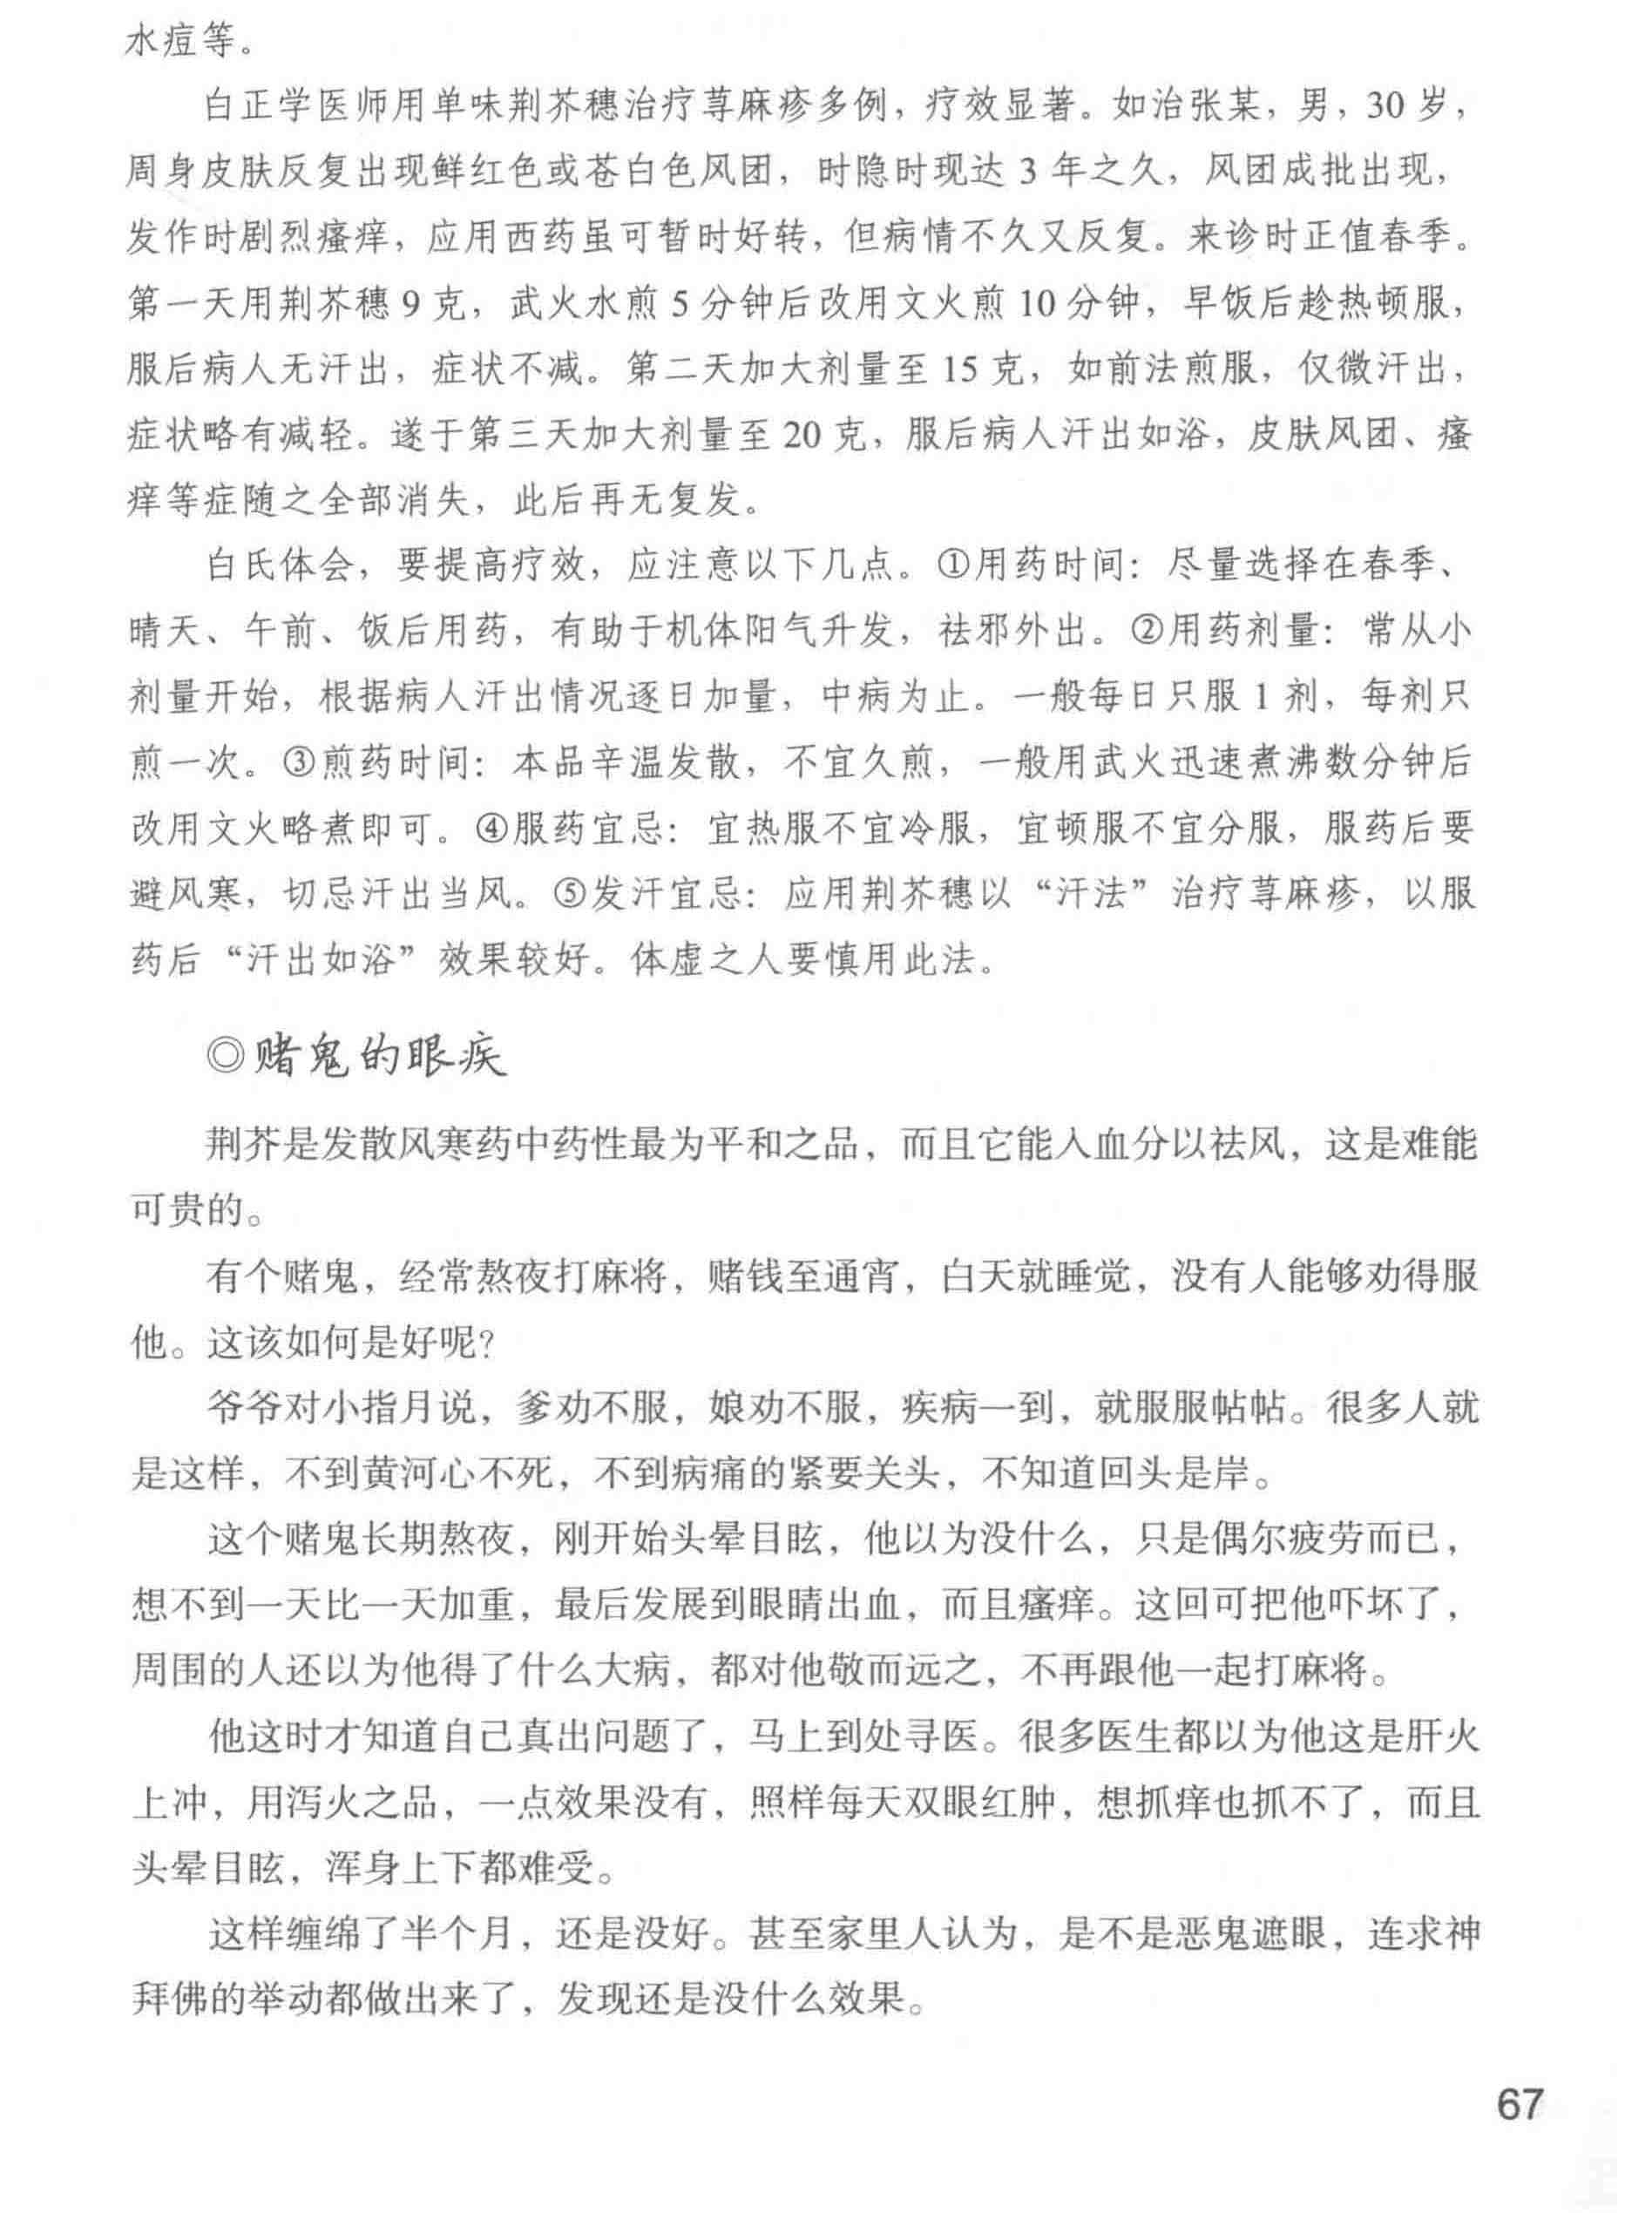 水痘等。
白正学医师用单味荆芥穗治疗荨麻疹多例，疗效显著。如治张某，男，30 岁，
周身皮肤反复出现鲜红色或苍白色风团，时隐时现达 3 年之久，风团成批出现，
发作时剧烈瘙痒，应用西药虽可暂时好转，但病情不久又反复。来诊时正值春季。
第一天用荆芥穗 9 克，武火水煎 5 分钟后改用文火煎 10 分钟，早饭后趁热顿服，
服后病人无汗出，症状不减。第二天加大剂量至 15 克，如前法煎服，仅微汗出，
症状略有减轻。遂于第三天加大剂量至 20 克，服后病人汗出如浴，皮肤风团、瘙
痒等症随之全部消失，此后再无复发。
白氏体会，要提高疗效，应注意以下几点。①用药时间：尽量选择在春季、
晴天、午前、饭后用药，有助于机体阳气升发，祛邪外出。②用药剂量：常从小
剂量开始，根据病人汗出情况逐日加量，中病为止。一般每日只服 1 剂，每剂只
煎一次。③煎药时间：本品辛温发散，不宜久煎，一般用武火迅速煮沸数分钟后
改用文火略煮即可。④服药宜忌：宜热服不宜冷服，宜顿服不宜分服，服药后要
避风寒，切忌汗出当风。⑤发汗宜忌：应用荆芥穗以“汗法”治疗荨麻疹，以服
药后“汗出如浴”效果较好。体虚之人要慎用此法。
◎赌鬼的眼疾
荆芥是发散风寒药中药性最为平和之品，而且它能入血分以祛风，这是难能
可贵的。
有个赌鬼，经常熬夜打麻将，赌钱至通宵，白天就睡觉，没有人能够劝得服
他。这该如何是好呢？
爷爷对小指月说，爹劝不服，娘劝不服，疾病一到，就服服帖帖。很多人就
是这样，不到黄河心不死，不到病痛的紧要关头，不知道回头是岸。
这个赌鬼长期熬夜，刚开始头晕目眩，他以为没什么，只是偶尔疲劳而已，
想不到一天比一天加重，最后发展到眼睛出血，而且瘙痒。这回可把他吓坏了，
周围的人还以为他得了什么大病，都对他敬而远之，不再跟他一起打麻将。
他这时才知道自己真出问题了，马上到处寻医。很多医生都以为他这是肝火
上冲，用泻火之品，一点效果没有，照样每天双眼红肿，想抓痒也抓不了，而且
头晕目眩，浑身上下都难受。
这样缠绵了半个月，还是没好。甚至家里人认为，是不是恶鬼遮眼，连求神
拜佛的举动都做出来了，发现还是没什么效果。
67